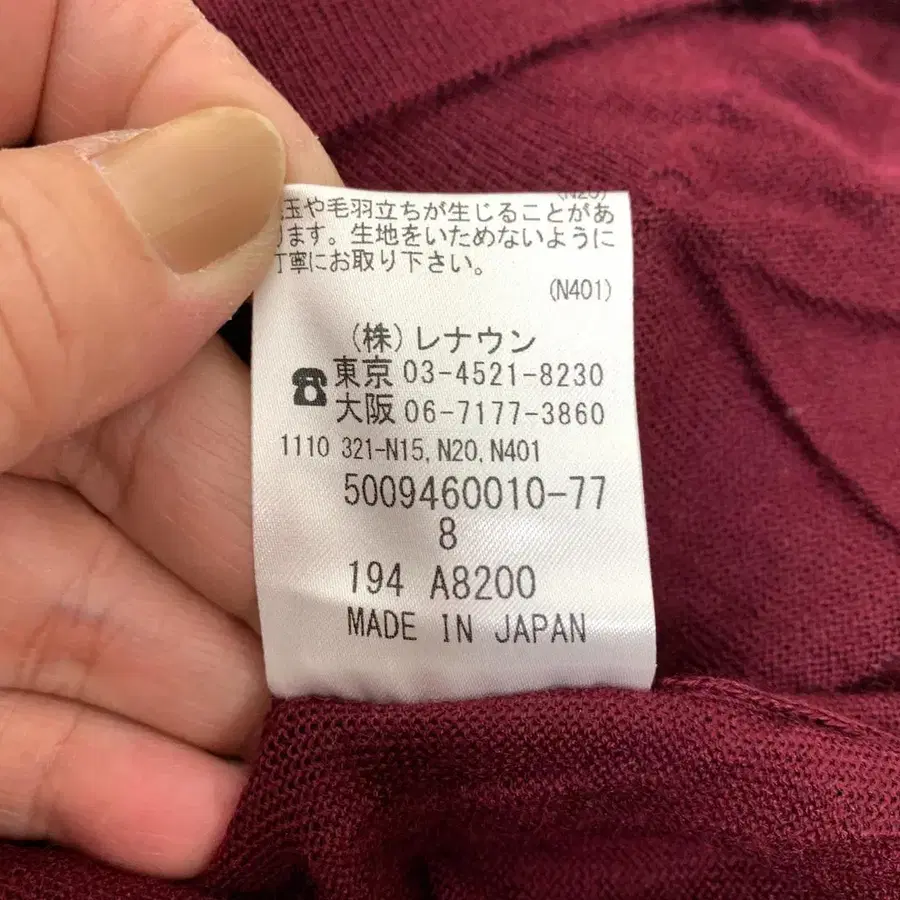 (N20)
玉や毛羽立ちが生じることがあ
ります。生地をいためないように
丁寧にお取り下さい。
(N401)
(株)レナウン
☎東京 03-4521-8230
大阪 06-7177-3860
1110 321-N15, N20, N401
5009460010-77
8
194 A8200
MADE IN JAPAN